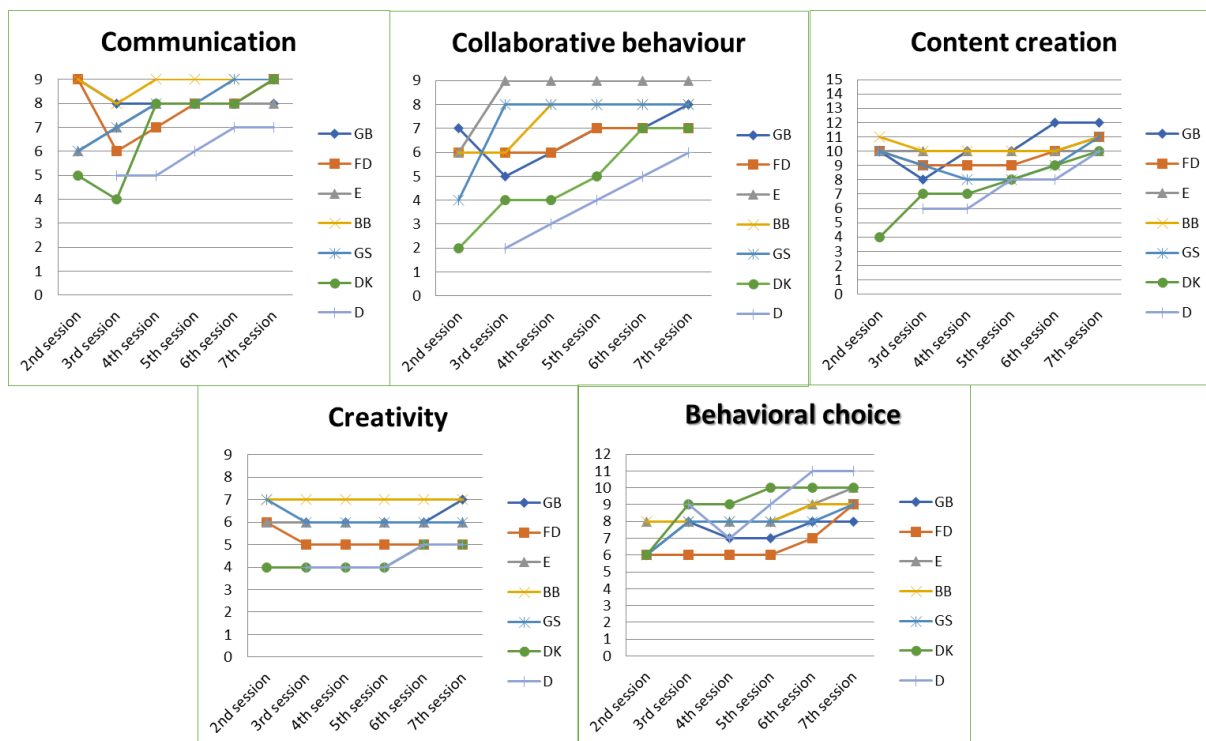 Communication
9
8
7
6
5
4
3
2
1
0
2nd session
3rd session
4th session
5th session
6th session
7th session
GB
FD
E
BB
GS
DK
D
Collaborative behaviour
9
8
7
6
5
4
3
2
1
0
2nd session
3rd session
4th session
5th session
6th session
7th session
GB
FD
E
BB
GS
DK
D
Content creation
15
14
13
12
11
10
9
8
7
6
5
4
3
2
1
0
2nd session
3rd session
4th session
5th session
6th session
7th session
GB
FD
E
BB
GS
DK
D
Creativity
9
8
7
6
5
4
3
2
1
0
2nd session
3rd session
4th session
5th session
6th session
7th session
GB
FD
E
BB
GS
DK
D
Behavioral choice
12
11
10
9
8
7
6
5
4
3
2
1
0
2nd session
3rd session
4th session
5th session
6th session
7th session
GB
FD
E
BB
GS
DK
D